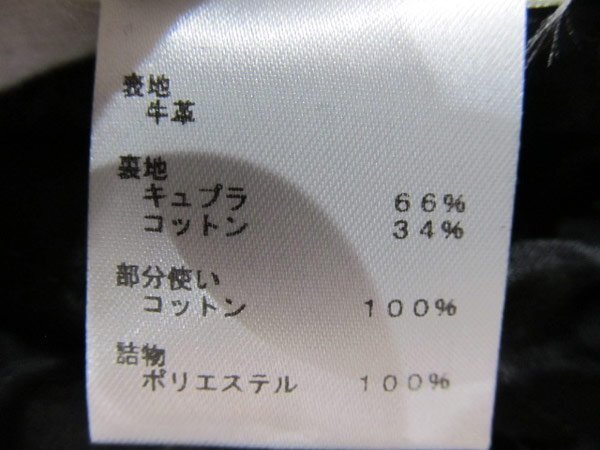 表地
牛革
裏地
キュプラ 66%
コットン 34%
部分使い
コットン 100%
詰物
ポリエステル 100%